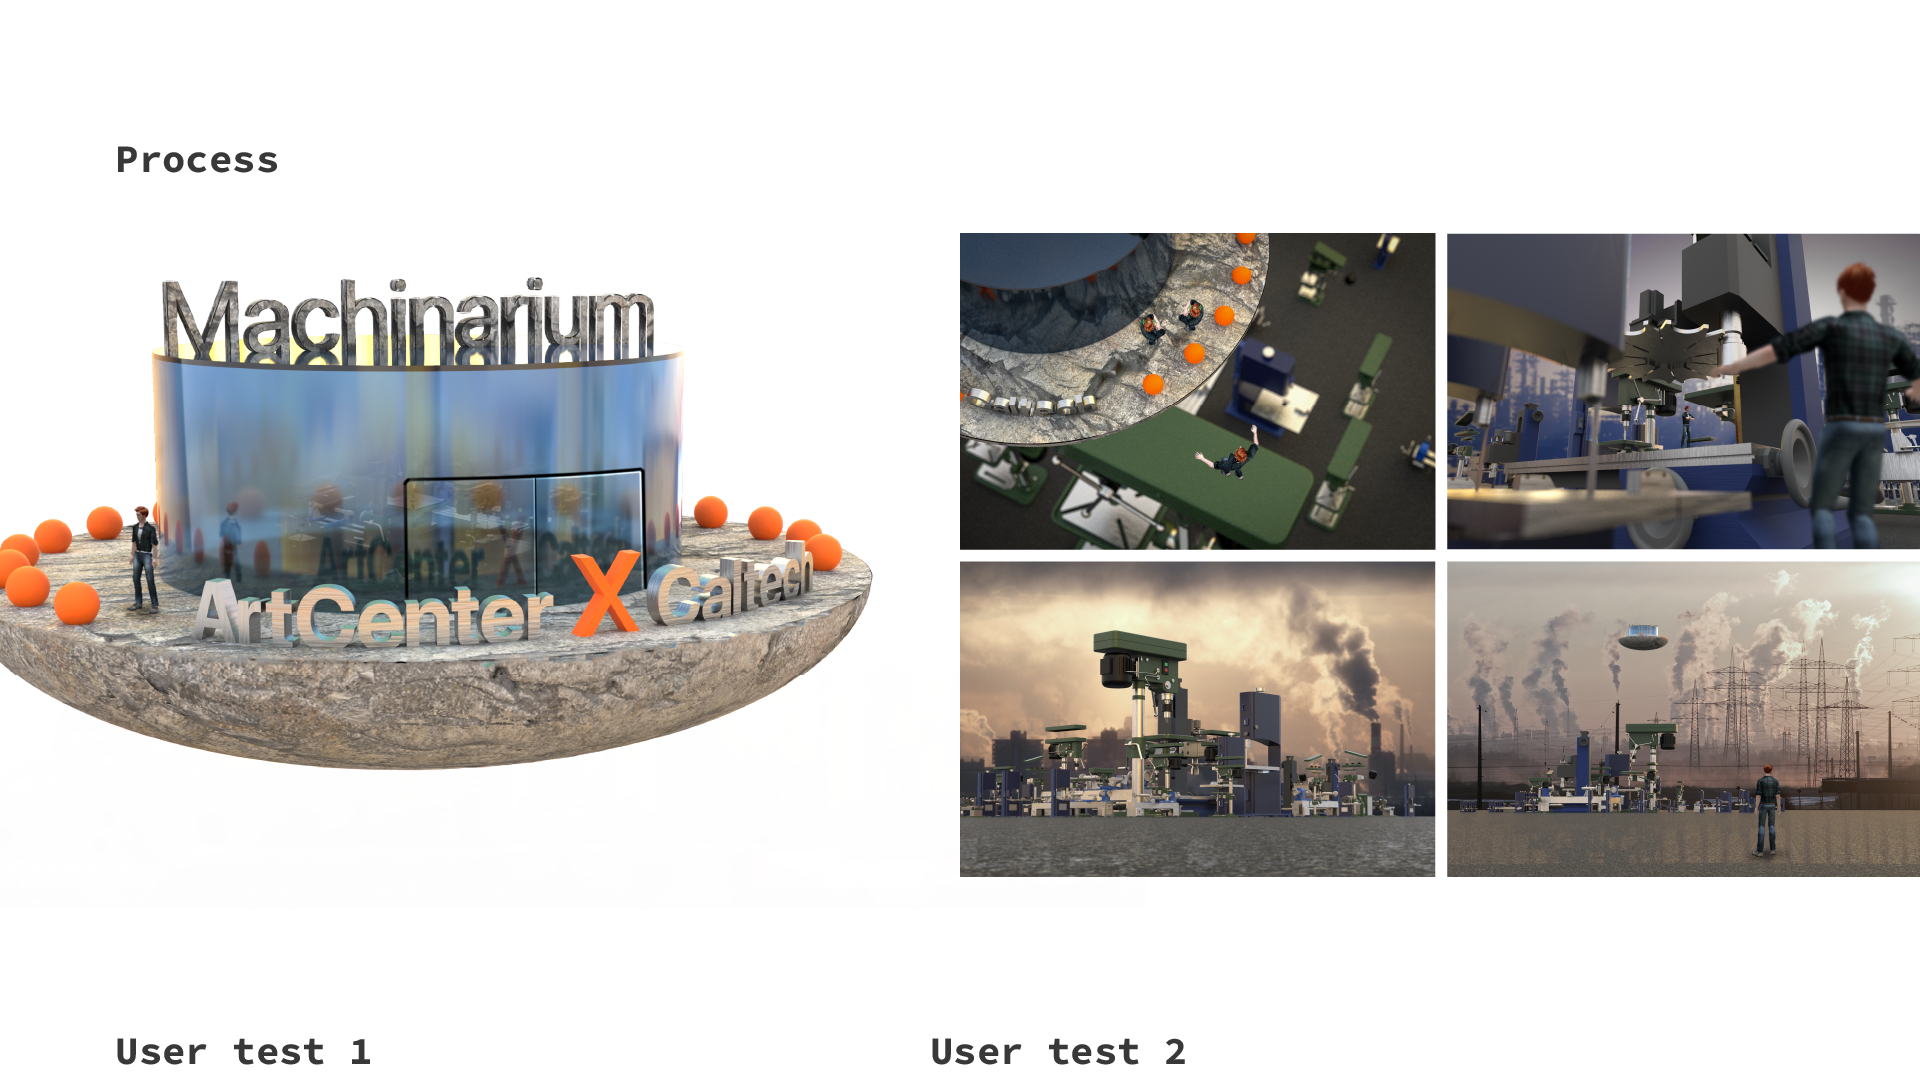 Process
Machinarium
ArtCenter X Caltech
User test 1
User test 2